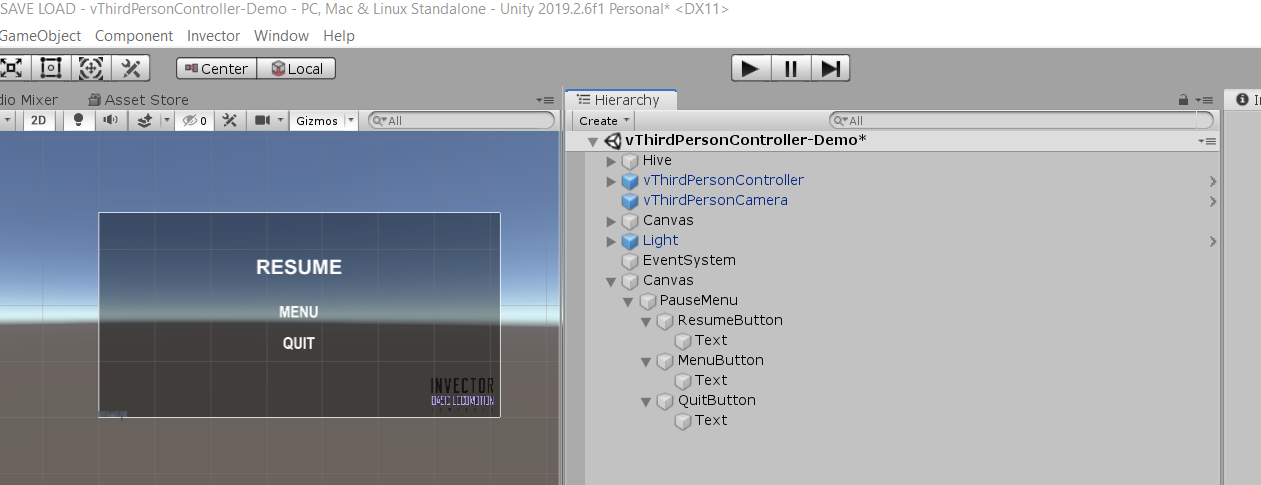 SAVE LOAD - vThirdPersonController-Demo - PC, Mac & Linux Standalone - Unity 2019.2.6f1 Personal* <DX11>
GameObject Component Invector Window Help
Center Local
dio Mixer Asset Store
2D 0 Gizmos All
RESUME
MENU
QUIT
INVECTOR
Hierarchy
Create All
vThirdPersonController-Demo*
Hive
vThirdPersonController
vThirdPersonCamera
Canvas
Light
EventSystem
Canvas
PauseMenu
ResumeButton
Text
MenuButton
Text
QuitButton
Text